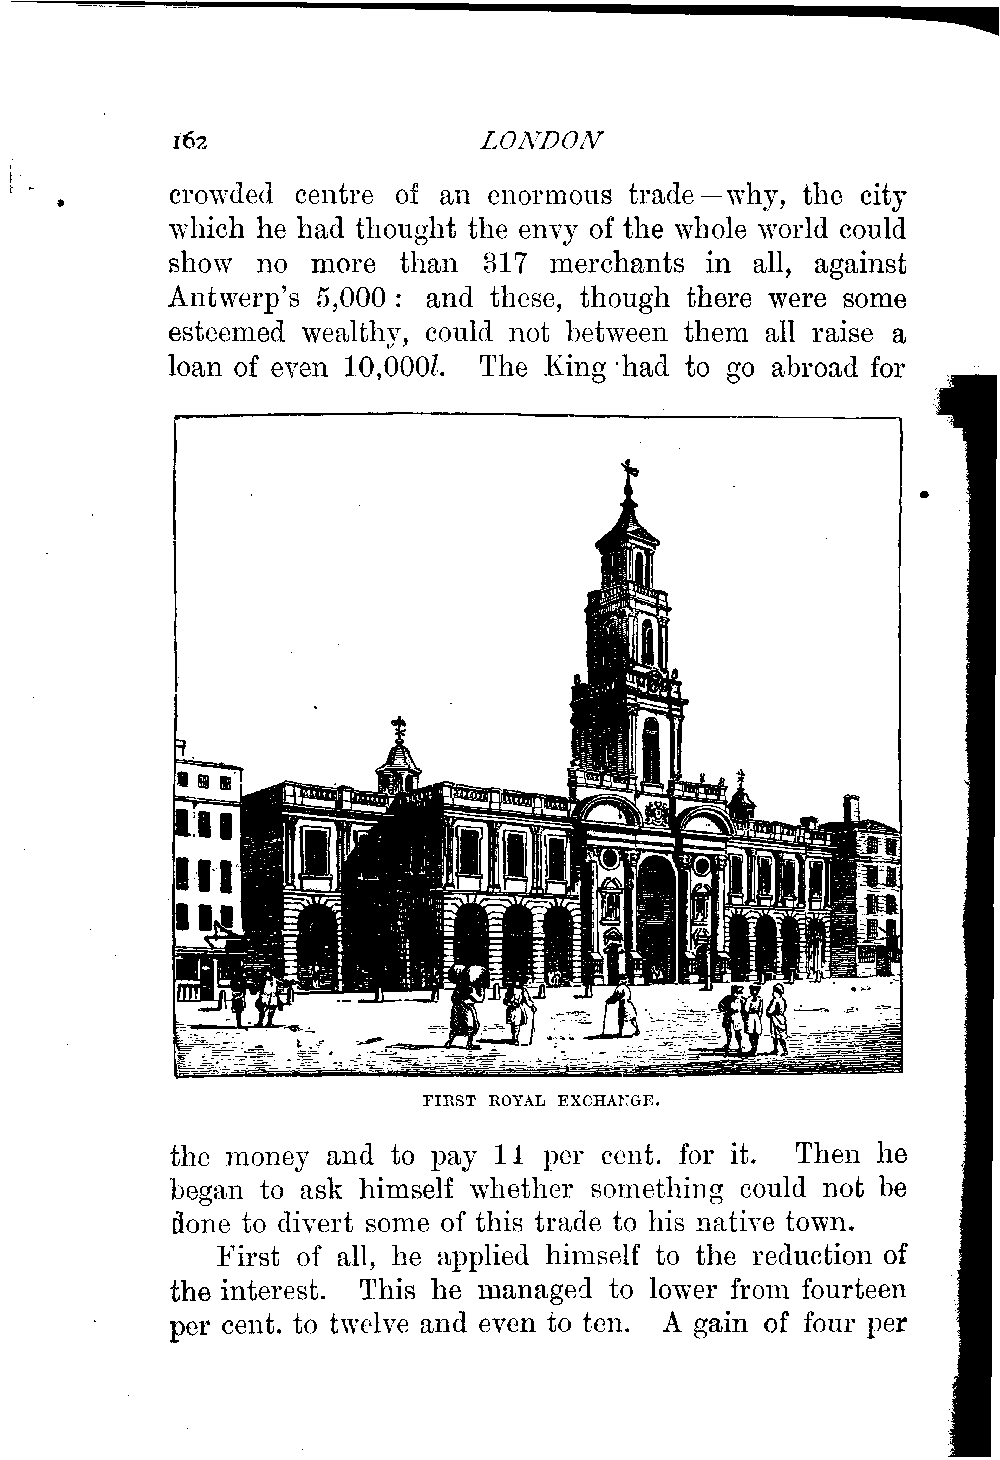 162 LONDON
crowded centre of an enormous trade—why, the city
which he had thought the envy of the whole world could
show no more than 317 merchants in all, against
Antwerp's 5,000: and these, though there were some
esteemed wealthy, could not between them all raise a
loan of even 10,000l. The King had to go abroad for
FIRST ROYAL EXCHANGE.
the money and to pay 14 per cent. for it. Then he
began to ask himself whether something could not be
done to divert some of this trade to his native town.
First of all, he applied himself to the reduction of
the interest. This he managed to lower from fourteen
per cent. to twelve and even to ten. A gain of four per